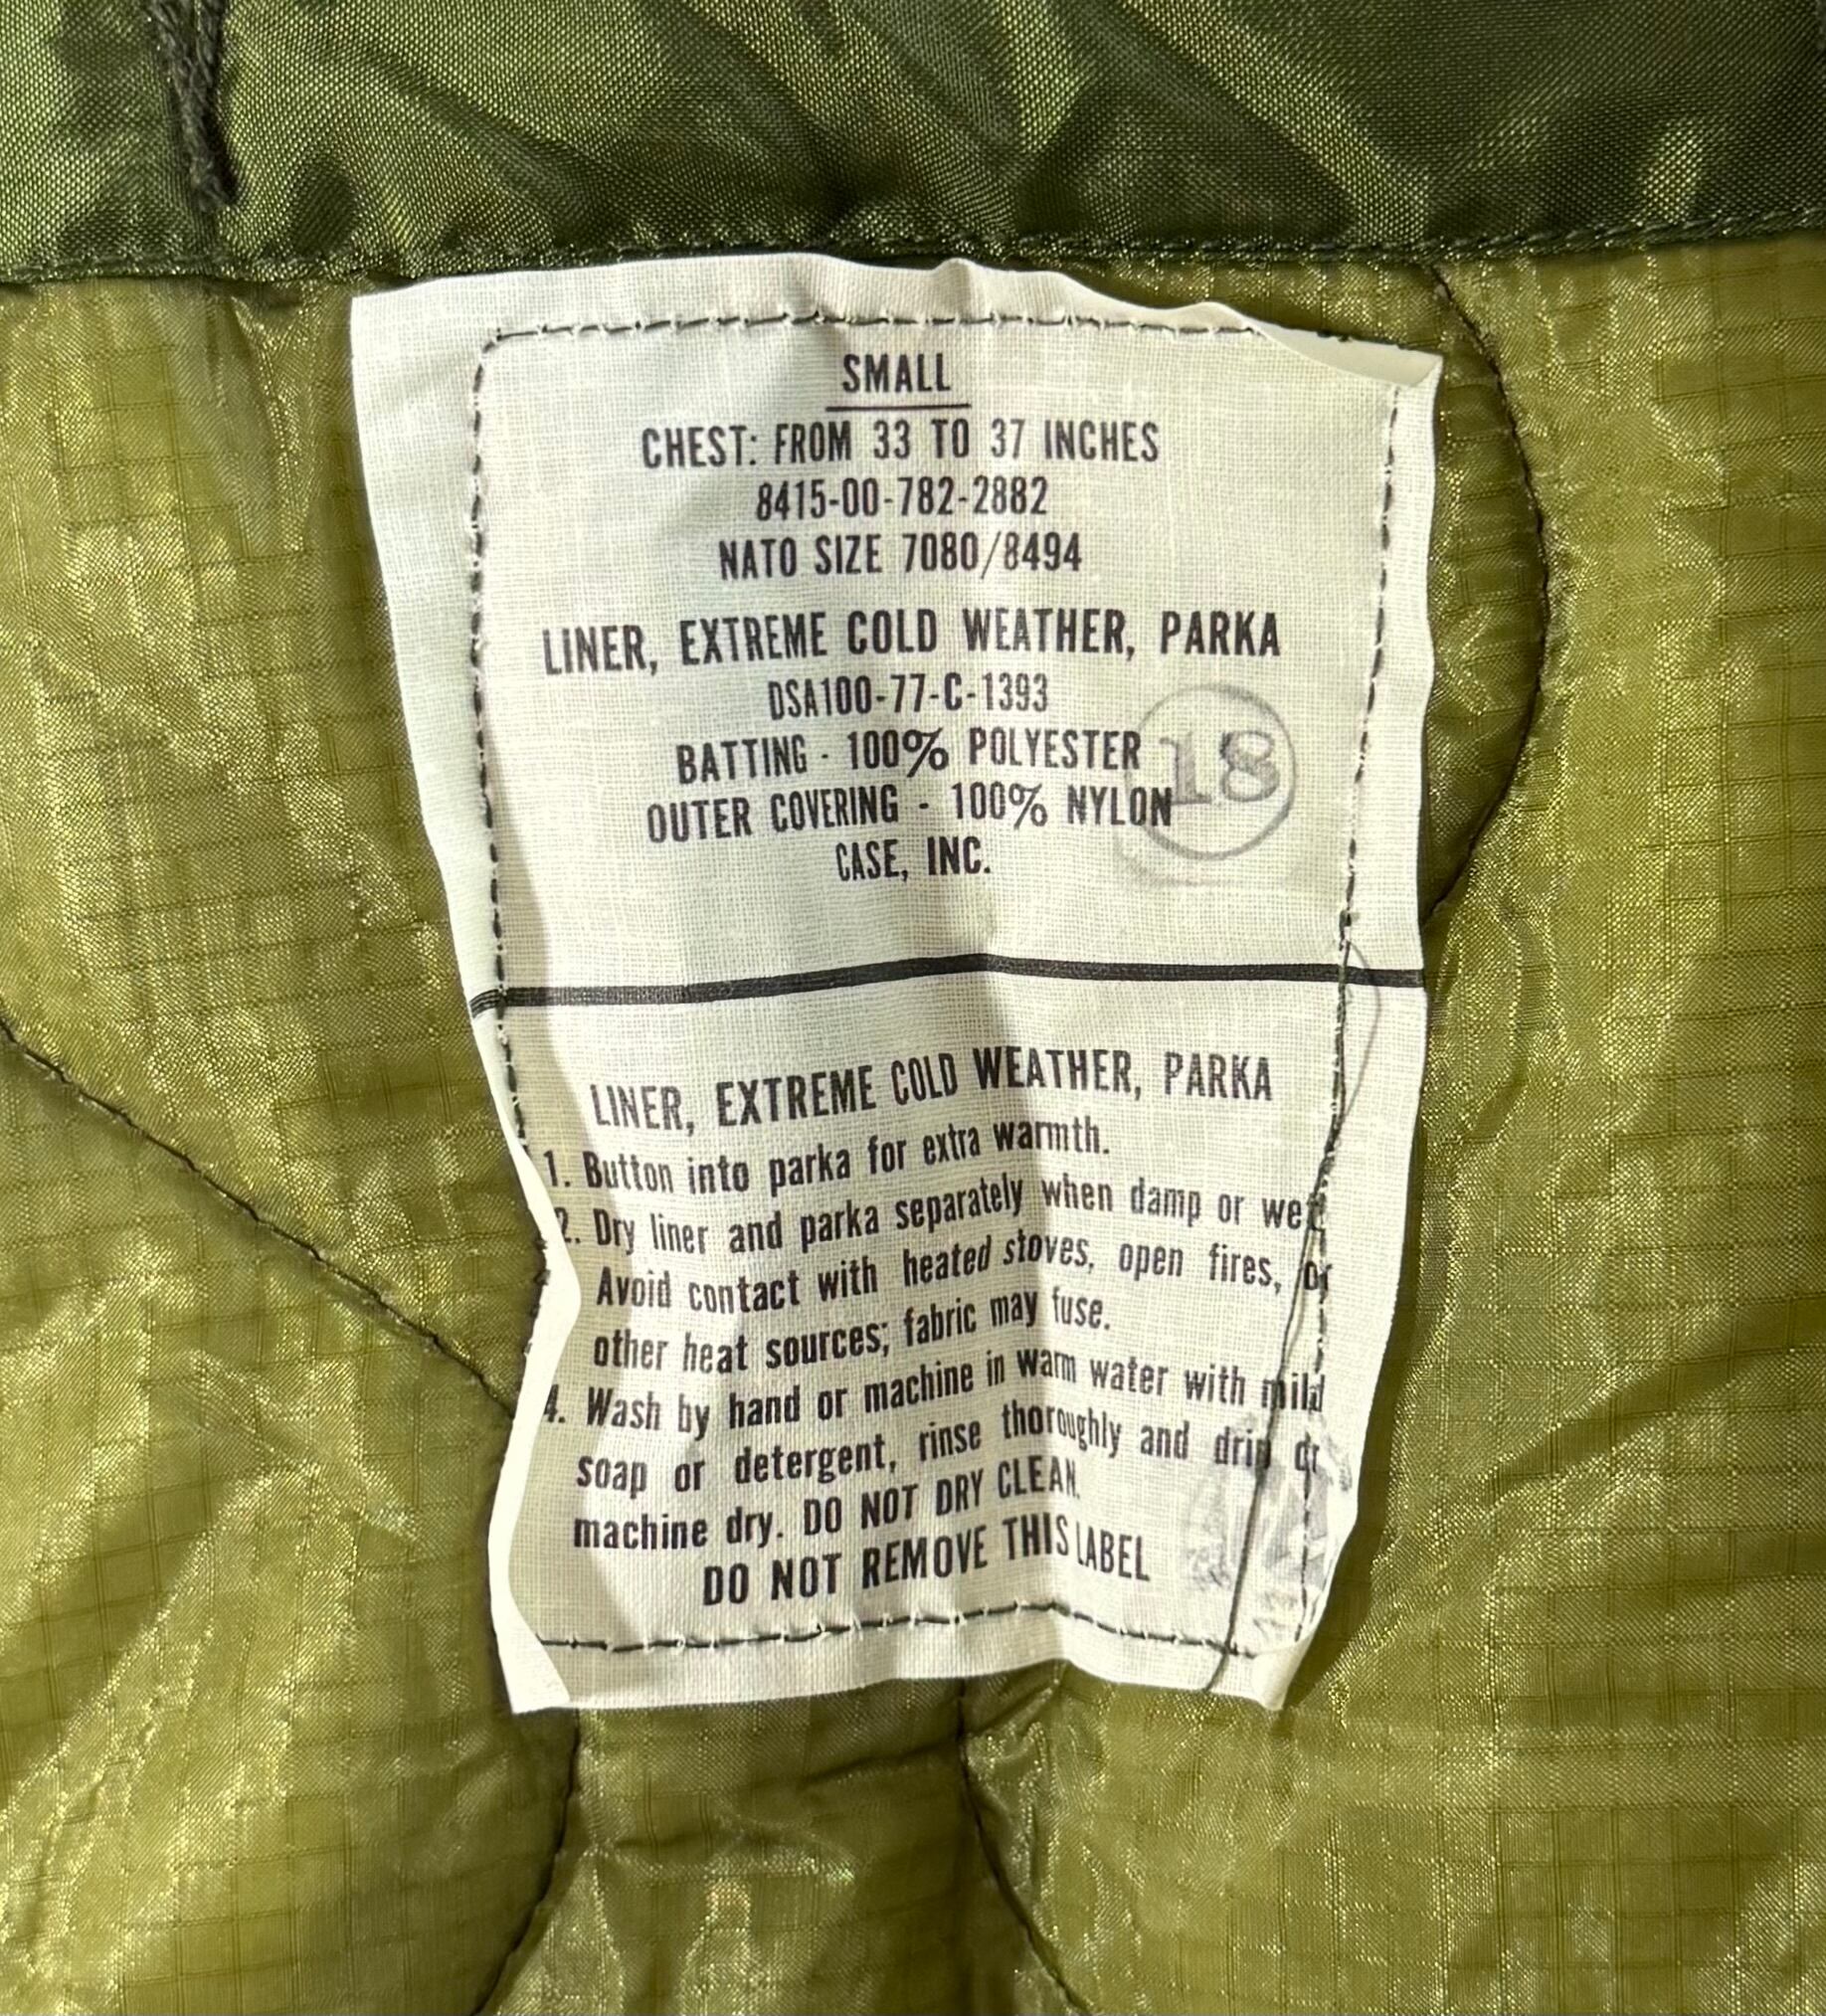 SMALL
CHEST: FROM 33 TO 37 INCHES
8415-00-782-2882
NATO SIZE 7080/8494
LINER, EXTREME COLD WEATHER, PARKA
DSA100-77-C-1393
BATTING - 100% POLYESTER
18
OUTER COVERING - 100% NYLON
CASE, INC.
LINER, EXTREME COLD WEATHER, PARKA
1. Button into parka for extra warmth.
2. Dry liner and parka separately when damp or wet.
Avoid contact with heated stoves, open fires, or
other heat sources; fabric may fuse.
4. Wash by hand or machine in warm water with mild
soap or detergent, rinse thoroughly and drip or
machine dry. DO NOT DRY CLEAN.
DO NOT REMOVE THIS LABEL